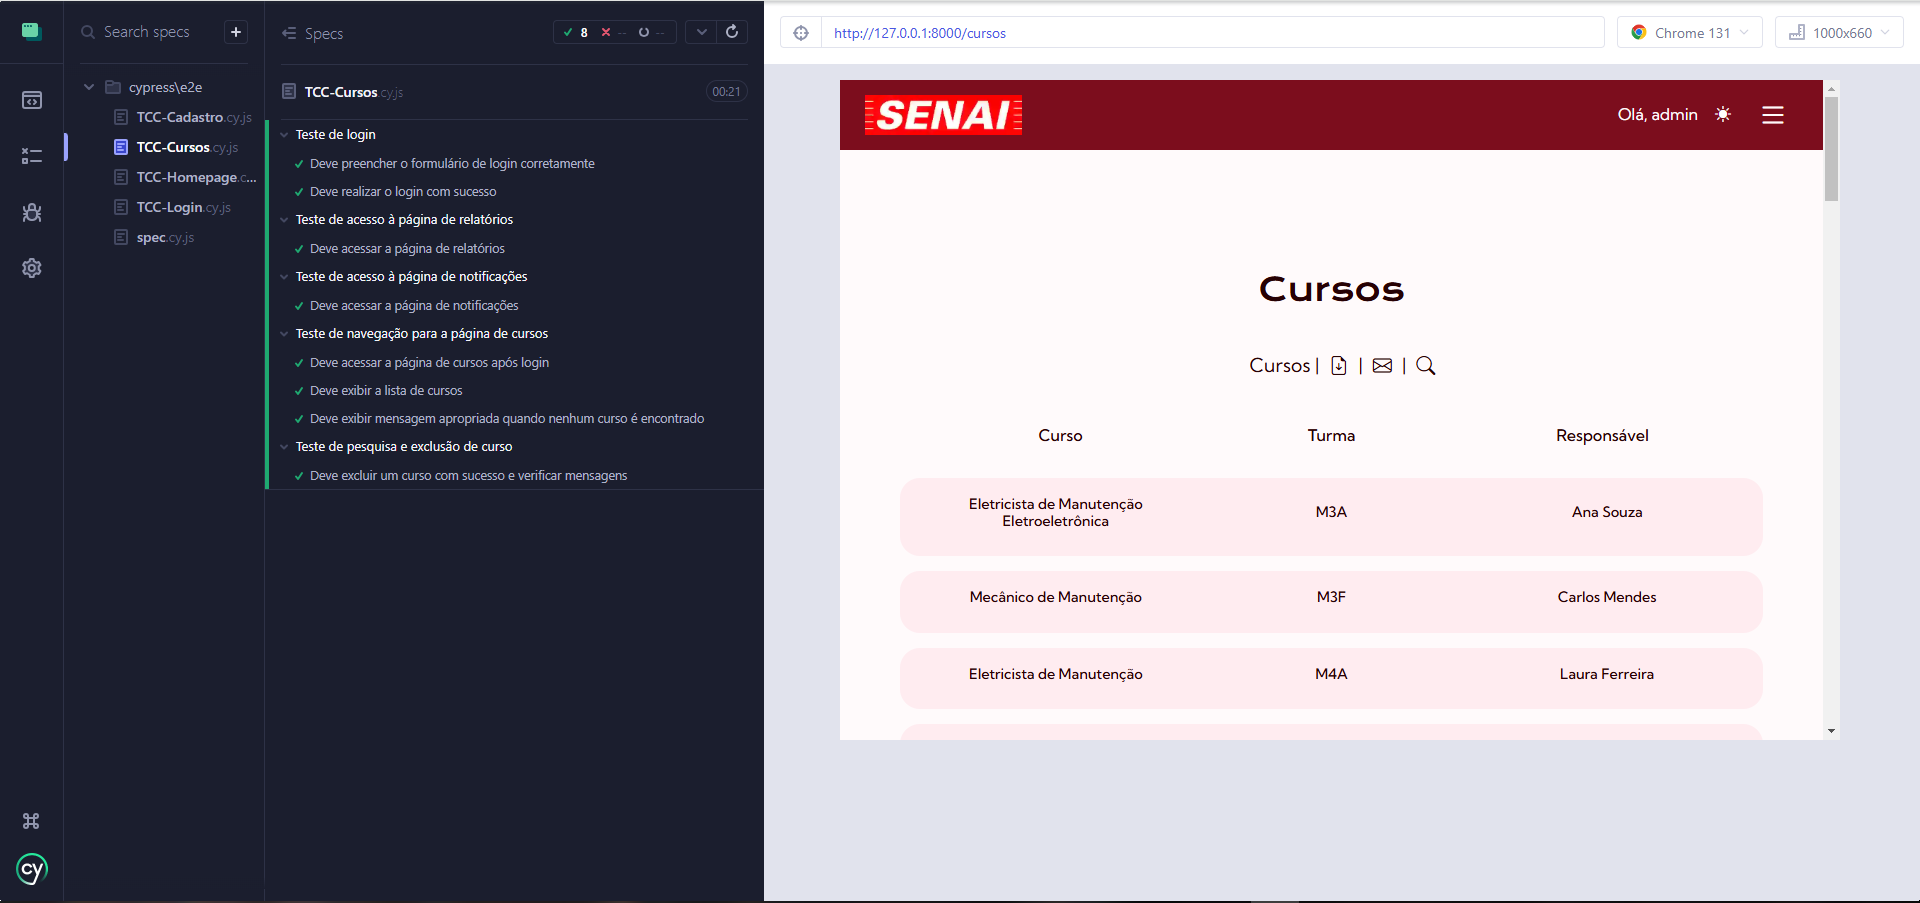 Search specs
+
cypress\e2e
TCC-Cadastro.cy.js
TCC-Cursos.cy.js
TCC-Homepage.c...
TCC-Login.cy.js
spec.cy.js
cy
Specs
8 -- --
TCC-Cursos.cy.js 00:21
Teste de login
Deve preencher o formulário de login corretamente
Deve realizar o login com sucesso
Teste de acesso à página de relatórios
Deve acessar a página de relatórios
Teste de acesso à página de notificações
Deve acessar a página de notificações
Teste de navegação para a página de cursos
Deve acessar a página de cursos após login
Deve exibir a lista de cursos
Deve exibir mensagem apropriada quando nenhum curso é encontrado
Teste de pesquisa e exclusão de curso
Deve excluir um curso com sucesso e verificar mensagens
http://127.0.0.1:8000/cursos
Chrome 131
1000x660
SENAI
Olá, admin
Cursos
Cursos | | |
Curso Turma Responsável
Eletricista de Manutenção
Eletroeletrônica
M3A
Ana Souza
Mecânico de Manutenção M3F Carlos Mendes
Eletricista de Manutenção M4A Laura Ferreira